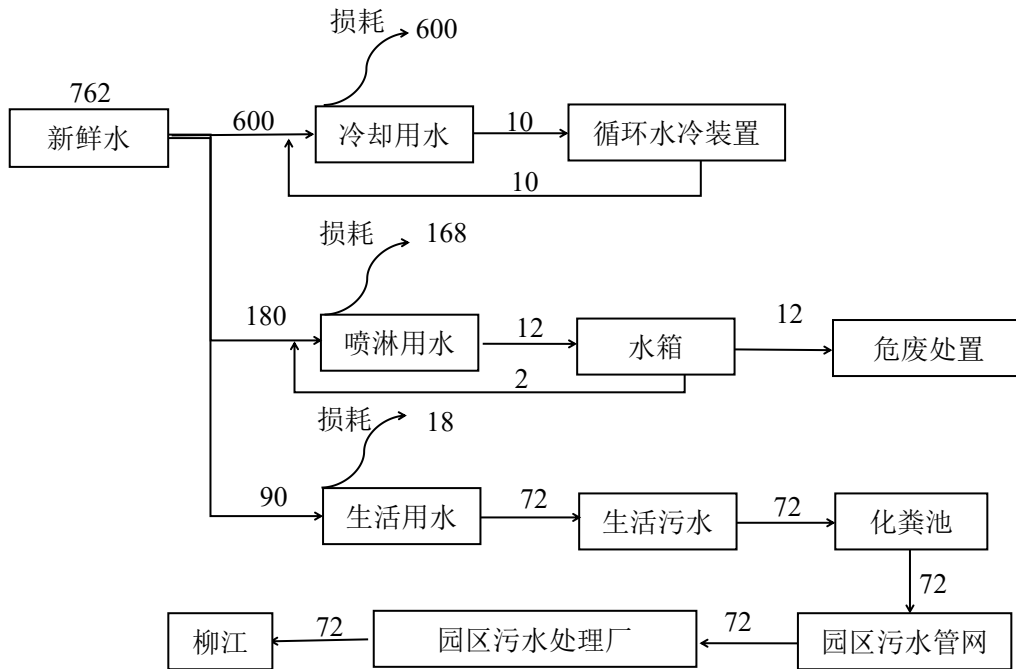 损耗
600
762
新鲜水
600
冷却用水
10
循环水冷装置
10
损耗
168
180
喷淋用水
12
水箱
12
危废处置
2
损耗
18
90
生活用水
72
生活污水
72
化粪池
72
柳江
72
园区污水处理厂
72
园区污水管网